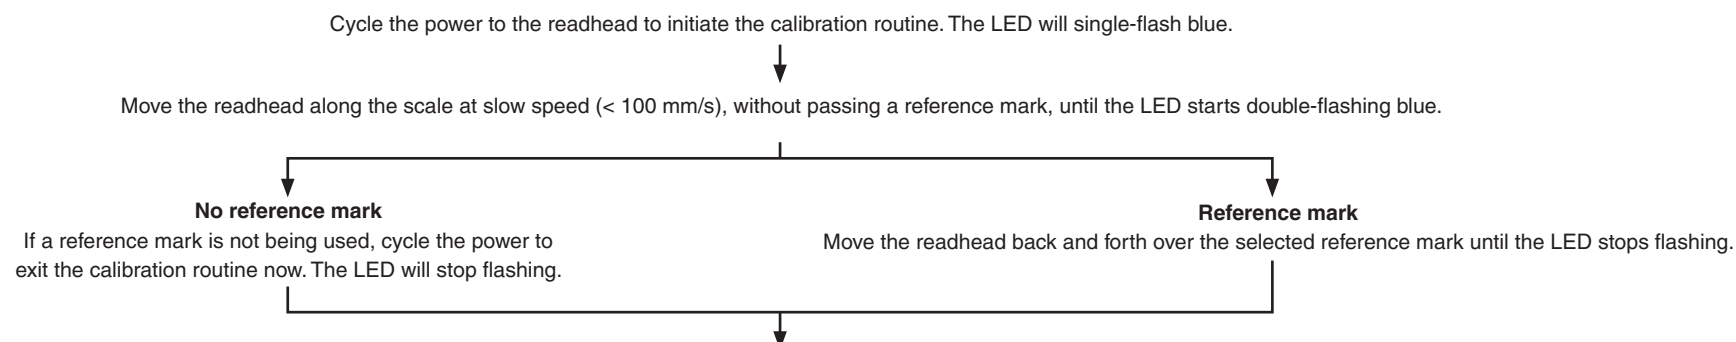 Cycle the power to the readhead to initiate the calibration routine. The LED will single-flash blue.
Move the readhead along the scale at slow speed (< 100 mm/s), without passing a reference mark, until the LED starts double-flashing blue.
No reference mark
If a reference mark is not being used, cycle the power to
exit the calibration routine now. The LED will stop flashing.
Reference mark
Move the readhead back and forth over the selected reference mark until the LED stops flashing.